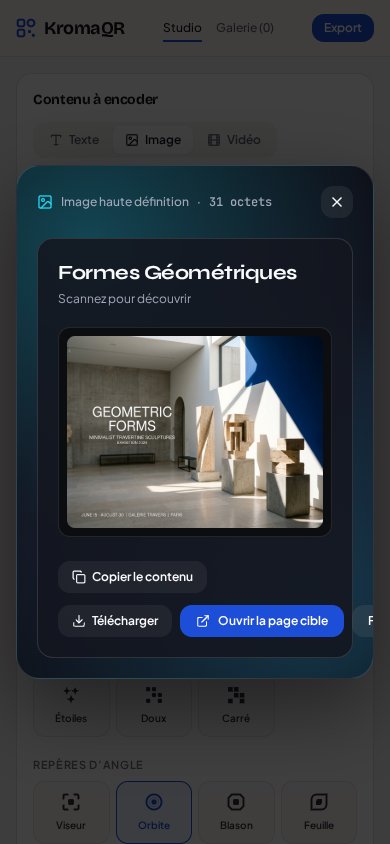 KromaQR
Studio
Galerie (0)
Export
Contenu à encoder
Texte
Image
Vidéo
Image haute définition · 31 octets
Formes Géométriques
Scannez pour découvrir
GEOMETRIC
FORMS
MINIMALIST TRAVERTINE SCULPTURES
EXHIBITION 2024
Copier le contenu
Télécharger
Ouvrir la page cible
Étoiles
Doux
Carré
REPÈRES D'ANGLE
Viseur
Orbite
Blason
Feuille